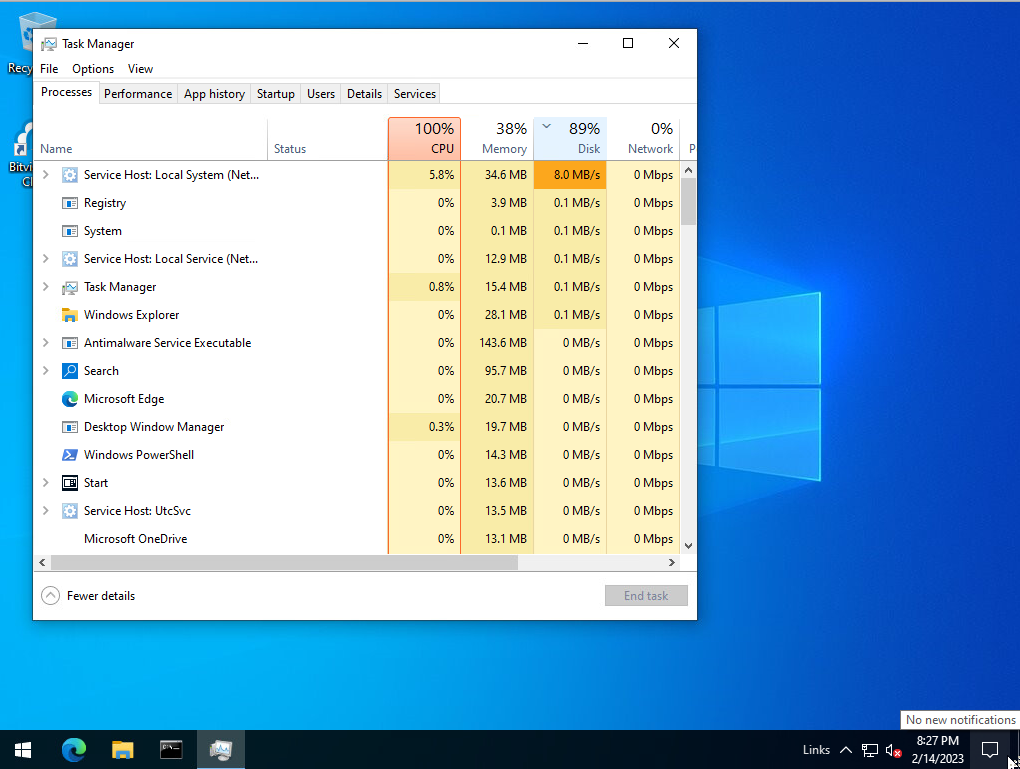 Recy
Bitvi
Cl
Task Manager
File Options View
Processes Performance App history Startup Users Details Services
100% 38% 89% 0%
Name Status CPU Memory Disk Network P
Service Host: Local System (Net... 5.8% 34.6 MB 8.0 MB/s 0 Mbps
Registry 0% 3.9 MB 0.1 MB/s 0 Mbps
System 0% 0.1 MB 0.1 MB/s 0 Mbps
Service Host: Local Service (Net... 0% 12.9 MB 0.1 MB/s 0 Mbps
Task Manager 0.8% 15.4 MB 0.1 MB/s 0 Mbps
Windows Explorer 0% 28.1 MB 0.1 MB/s 0 Mbps
Antimalware Service Executable 0% 143.6 MB 0 MB/s 0 Mbps
Search 0% 95.7 MB 0 MB/s 0 Mbps
Microsoft Edge 0% 20.7 MB 0 MB/s 0 Mbps
Desktop Window Manager 0.3% 19.7 MB 0 MB/s 0 Mbps
Windows PowerShell 0% 14.3 MB 0 MB/s 0 Mbps
Start 0% 13.6 MB 0 MB/s 0 Mbps
Service Host: UtcSvc 0% 13.5 MB 0 MB/s 0 Mbps
Microsoft OneDrive 0% 13.1 MB 0 MB/s 0 Mbps
Fewer details End task
No new notifications
Links 8:27 PM
2/14/2023